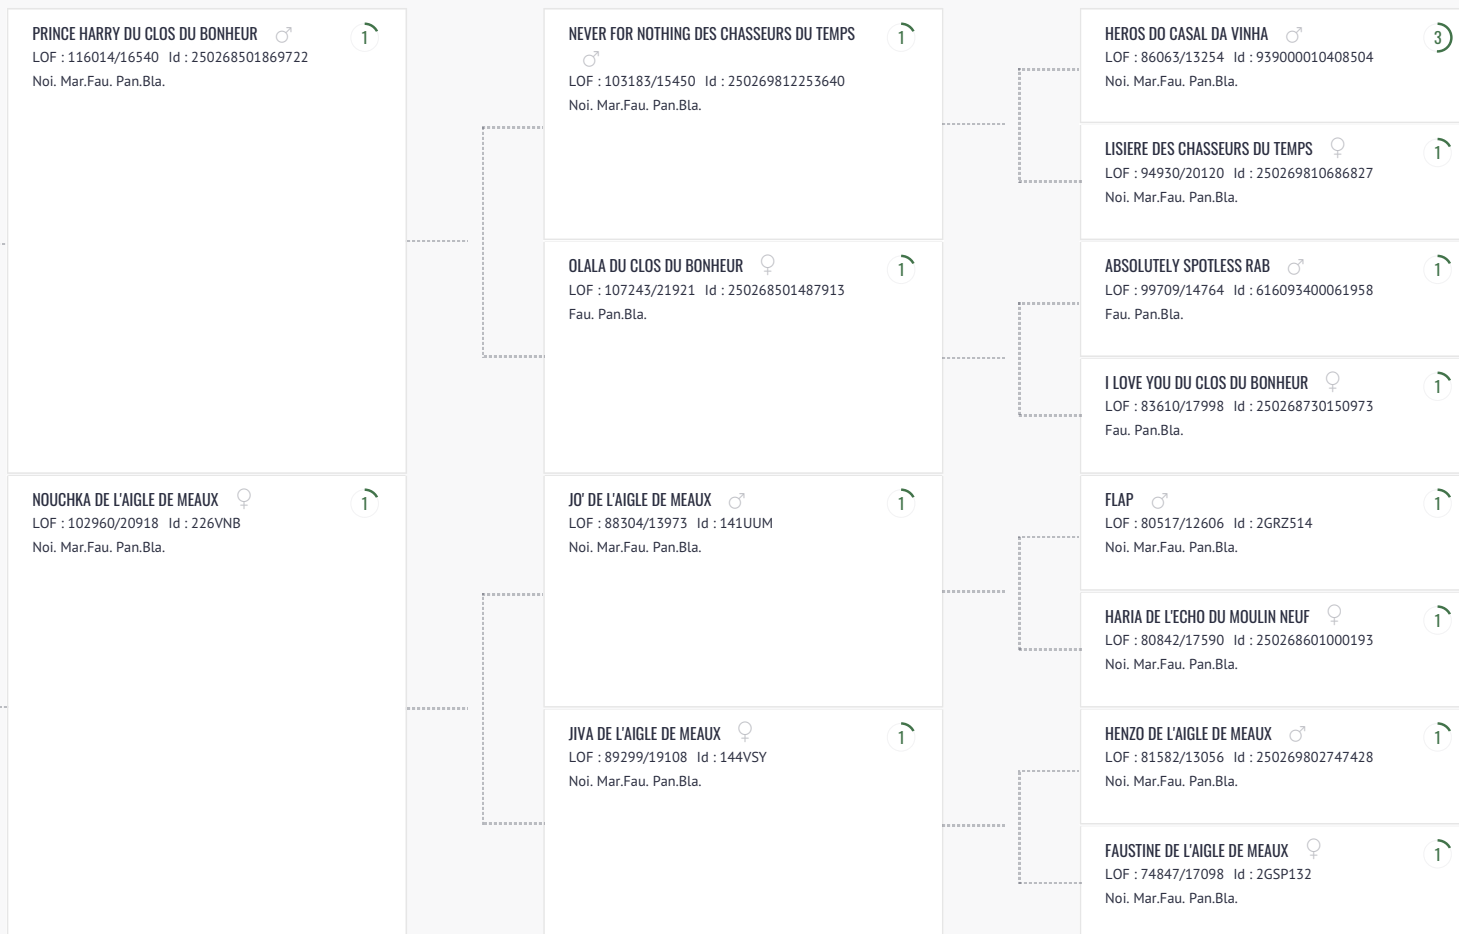 PRINCE HARRY DU CLOS DU BONHEUR 1
LOF : 116014/16540 Id : 250268501869722
Noi. Mar.Fau. Pan.Bla.
NOUCHKA DE L'AIGLE DE MEAUX 1
LOF : 102960/20918 Id : 226VNB
Noi. Mar.Fau. Pan.Bla.
NEVER FOR NOTHING DES CHASSEURS DU TEMPS 1
LOF : 103183/15450 Id : 250269812253640
Noi. Mar.Fau. Pan.Bla.
OLALA DU CLOS DU BONHEUR 1
LOF : 107243/21921 Id : 250268501487913
Fau. Pan.Bla.
JO' DE L'AIGLE DE MEAUX 1
LOF : 88304/13973 Id : 141UUM
Noi. Mar.Fau. Pan.Bla.
JIVA DE L'AIGLE DE MEAUX 1
LOF : 89299/19108 Id : 144VSY
Noi. Mar.Fau. Pan.Bla.
HEROS DO CASAL DA VINHA 3
LOF : 86063/13254 Id : 939000010408504
Noi. Mar.Fau. Pan.Bla.
LISIERE DES CHASSEURS DU TEMPS 1
LOF : 94930/20120 Id : 250269810686827
Noi. Mar.Fau. Pan.Bla.
ABSOLUTELY SPOTLESS RAB 1
LOF : 99709/14764 Id : 616093400061958
Fau. Pan.Bla.
I LOVE YOU DU CLOS DU BONHEUR 1
LOF : 83610/17998 Id : 250268730150973
Fau. Pan.Bla.
FLAP 1
LOF : 80517/12606 Id : 2GRZ514
Noi. Mar.Fau. Pan.Bla.
HARIA DE L'ECHO DU MOULIN NEUF 1
LOF : 80842/17590 Id : 250268601000193
Noi. Mar.Fau. Pan.Bla.
HENZO DE L'AIGLE DE MEAUX 1
LOF : 81582/13056 Id : 250269802747428
Noi. Mar.Fau. Pan.Bla.
FAUSTINE DE L'AIGLE DE MEAUX 1
LOF : 74847/17098 Id : 2GSP132
Noi. Mar.Fau. Pan.Bla.